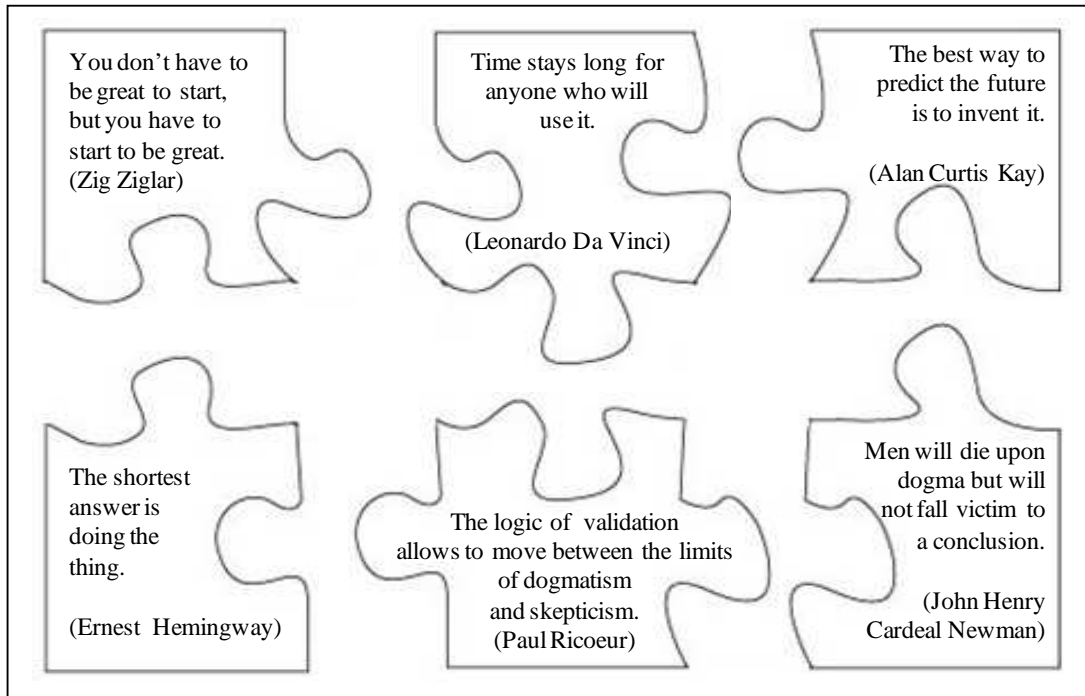 You don't have to
be great to start,
but you have to
start to be great.
(Zig Ziglar)
Time stays long for
anyone who will
use it.
(Leonardo Da Vinci)
The best way to
predict the future
is to invent it.
(Alan Curtis Kay)
The shortest
answer is
doing the
thing.
(Ernest Hemingway)
The logic of validation
allows to move between the limits
of dogmatism
and skepticism.
(Paul Ricoeur)
Men will die upon
dogma but will
not fall victim to
a conclusion.
(John Henry
Cardeal Newman)